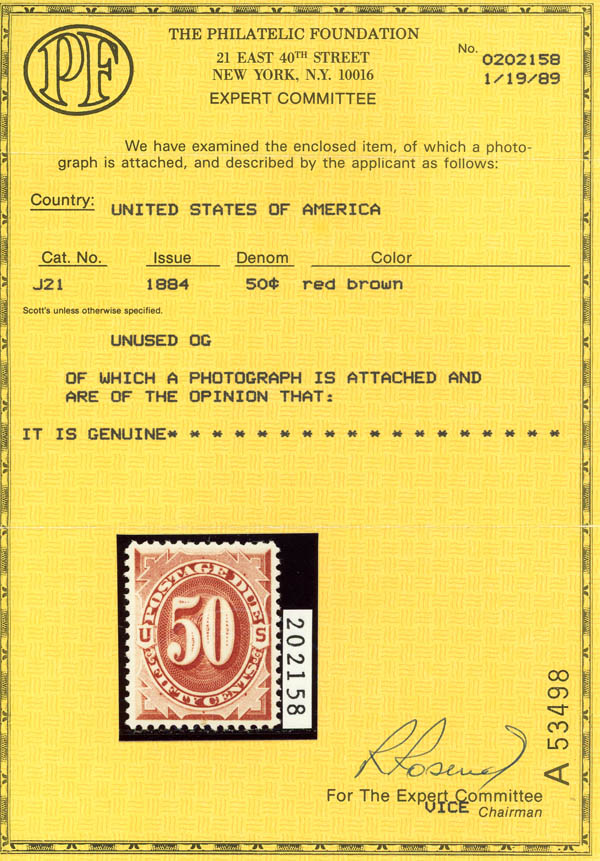 PF
THE PHILATELIC FOUNDATION
21 EAST 40TH STREET
NEW YORK, N.Y. 10016
EXPERT COMMITTEE
No. 0202158
1/19/89
We have examined the enclosed item, of which a photo-
graph is attached, and described by the applicant as follows:
Country: UNITED STATES OF AMERICA
Cat. No. Issue Denom Color
J21 1884 50¢ red brown
Scott's unless otherwise specified.
UNUSED OG
OF WHICH A PHOTOGRAPH IS ATTACHED AND
ARE OF THE OPINION THAT:
IT IS GENUINE* * * * * * * * * * * * * * * * * *
POSTAGE DUE
U 50 S
FIFTY CENTS
202158
A 53498
For The Expert Committee
VICE Chairman